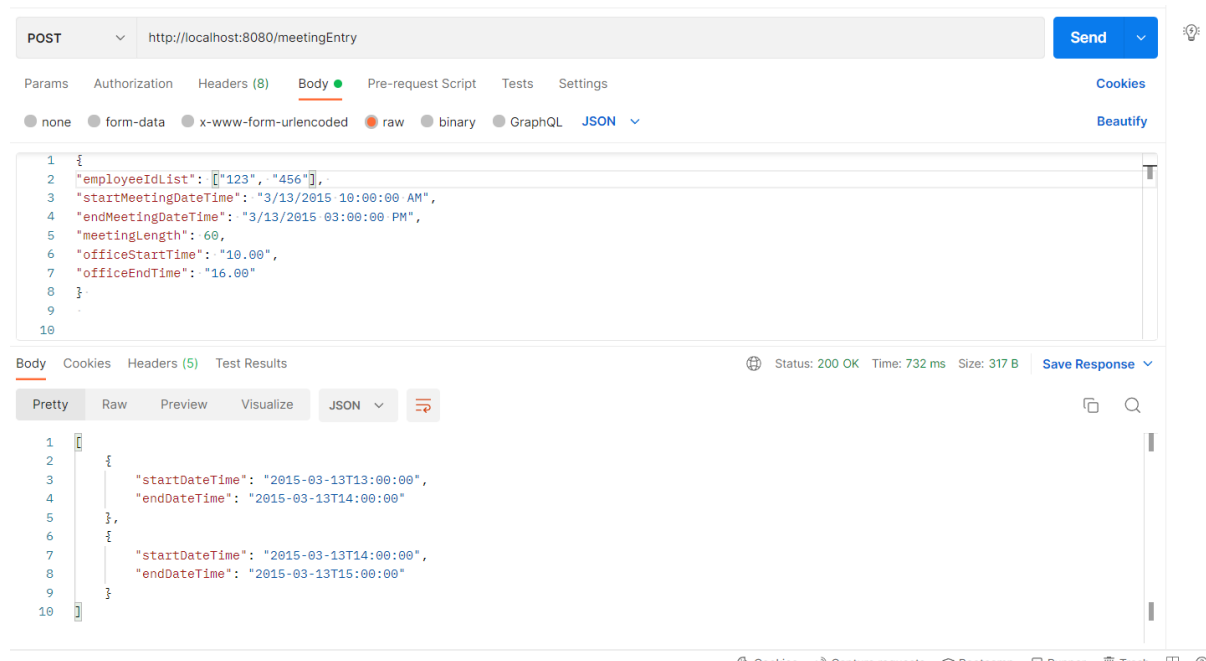 POST http://localhost:8080/meetingEntry Send
Params Authorization Headers (8) Body Pre-request Script Tests Settings Cookies
none form-data x-www-form-urlencoded raw binary GraphQL JSON Beautify
1 {
2 "employeeIdList": ["123", "456"],
3 "startMeetingDateTime": "3/13/2015 10:00:00 AM",
4 "endMeetingDateTime": "3/13/2015 03:00:00 PM",
5 "meetingLength": 60,
6 "officeStartTime": "10.00",
7 "officeEndTime": "16.00"
8 }
9
10
Body Cookies Headers (5) Test Results Status: 200 OK Time: 732 ms Size: 317 B Save Response
Pretty Raw Preview Visualize JSON
1 [
2 {
3 "startDateTime": "2015-03-13T13:00:00",
4 "endDateTime": "2015-03-13T14:00:00"
5 },
6 {
7 "startDateTime": "2015-03-13T14:00:00",
8 "endDateTime": "2015-03-13T15:00:00"
9 }
10 ]